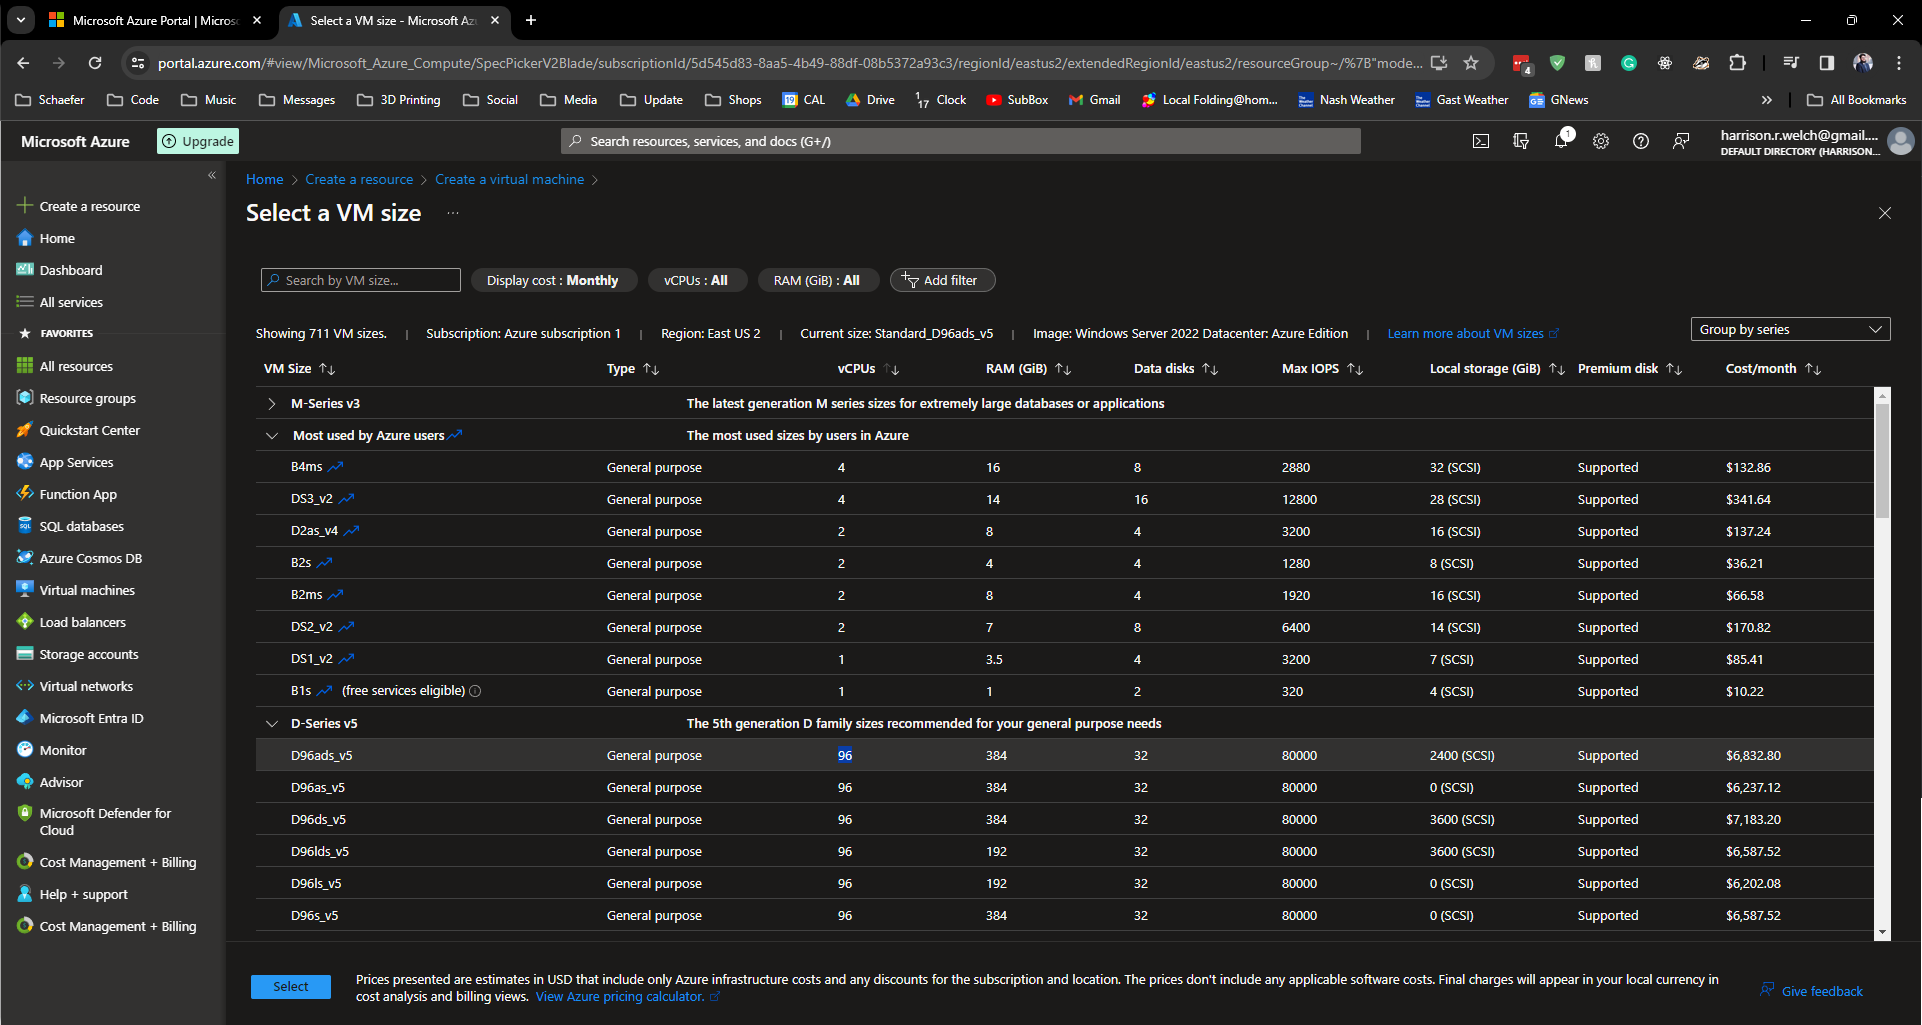 Microsoft Azure Portal | Micros
Select a VM size - Microsoft Azu
portal.azure.com/#view/Microsoft_Azure_Compute/SpecPickerV2Blade/subscriptionId/5d545d83-8aa5-4b49-88df-08b5372a93c3/regionId/eastus2/extendedRegionId/eastus2/resourceGroup~/%7B"mode...
4
Schaefer Code Music Messages 3D Printing Social Media Update Shops 19 CAL Drive 1 17 Clock SubBox Gmail Local Folding@hom... Nash Weather Gast Weather GNews » All Bookmarks
Microsoft Azure Upgrade Search resources, services, and docs (G+/) 1 harrison.r.welch@gmail....
DEFAULT DIRECTORY (HARRISON...
«
Create a resource
Home
Dashboard
All services
FAVORITES
All resources
Resource groups
Quickstart Center
App Services
Function App
SQL databases
Azure Cosmos DB
Virtual machines
Load balancers
Storage accounts
Virtual networks
Microsoft Entra ID
Monitor
Advisor
Microsoft Defender for
Cloud
Cost Management + Billing
Help + support
Cost Management + Billing
Home > Create a resource > Create a virtual machine >
Select a VM size ...
Search by VM size... Display cost : Monthly vCPUs : All RAM (GiB) : All Add filter
Showing 711 VM sizes. | Subscription: Azure subscription 1 | Region: East US 2 | Current size: Standard_D96ads_v5 | Image: Windows Server 2022 Datacenter: Azure Edition | Learn more about VM sizes Group by series
VM Size Type vCPUs RAM (GiB) Data disks Max IOPS Local storage (GiB) Premium disk Cost/month
M-Series v3 The latest generation M series sizes for extremely large databases or applications
Most used by Azure users The most used sizes by users in Azure
B4ms General purpose 4 16 8 2880 32 (SCSI) Supported $132.86
DS3_v2 General purpose 4 14 16 12800 28 (SCSI) Supported $341.64
D2as_v4 General purpose 2 8 4 3200 16 (SCSI) Supported $137.24
B2s General purpose 2 4 4 1280 8 (SCSI) Supported $36.21
B2ms General purpose 2 8 4 1920 16 (SCSI) Supported $66.58
DS2_v2 General purpose 2 7 8 6400 14 (SCSI) Supported $170.82
DS1_v2 General purpose 1 3.5 4 3200 7 (SCSI) Supported $85.41
B1s (free services eligible) General purpose 1 1 2 320 4 (SCSI) Supported $10.22
D-Series v5 The 5th generation D family sizes recommended for your general purpose needs
D96ads_v5 General purpose 96 384 32 80000 2400 (SCSI) Supported $6,832.80
D96as_v5 General purpose 96 384 32 80000 0 (SCSI) Supported $6,237.12
D96ds_v5 General purpose 96 384 32 80000 3600 (SCSI) Supported $7,183.20
D96lds_v5 General purpose 96 192 32 80000 3600 (SCSI) Supported $6,587.52
D96ls_v5 General purpose 96 192 32 80000 0 (SCSI) Supported $6,202.08
D96s_v5 General purpose 96 384 32 80000 0 (SCSI) Supported $6,587.52
Select
Prices presented are estimates in USD that include only Azure infrastructure costs and any discounts for the subscription and location. The prices don't include any applicable software costs. Final charges will appear in your local currency in
cost analysis and billing views. View Azure pricing calculator.
Give feedback